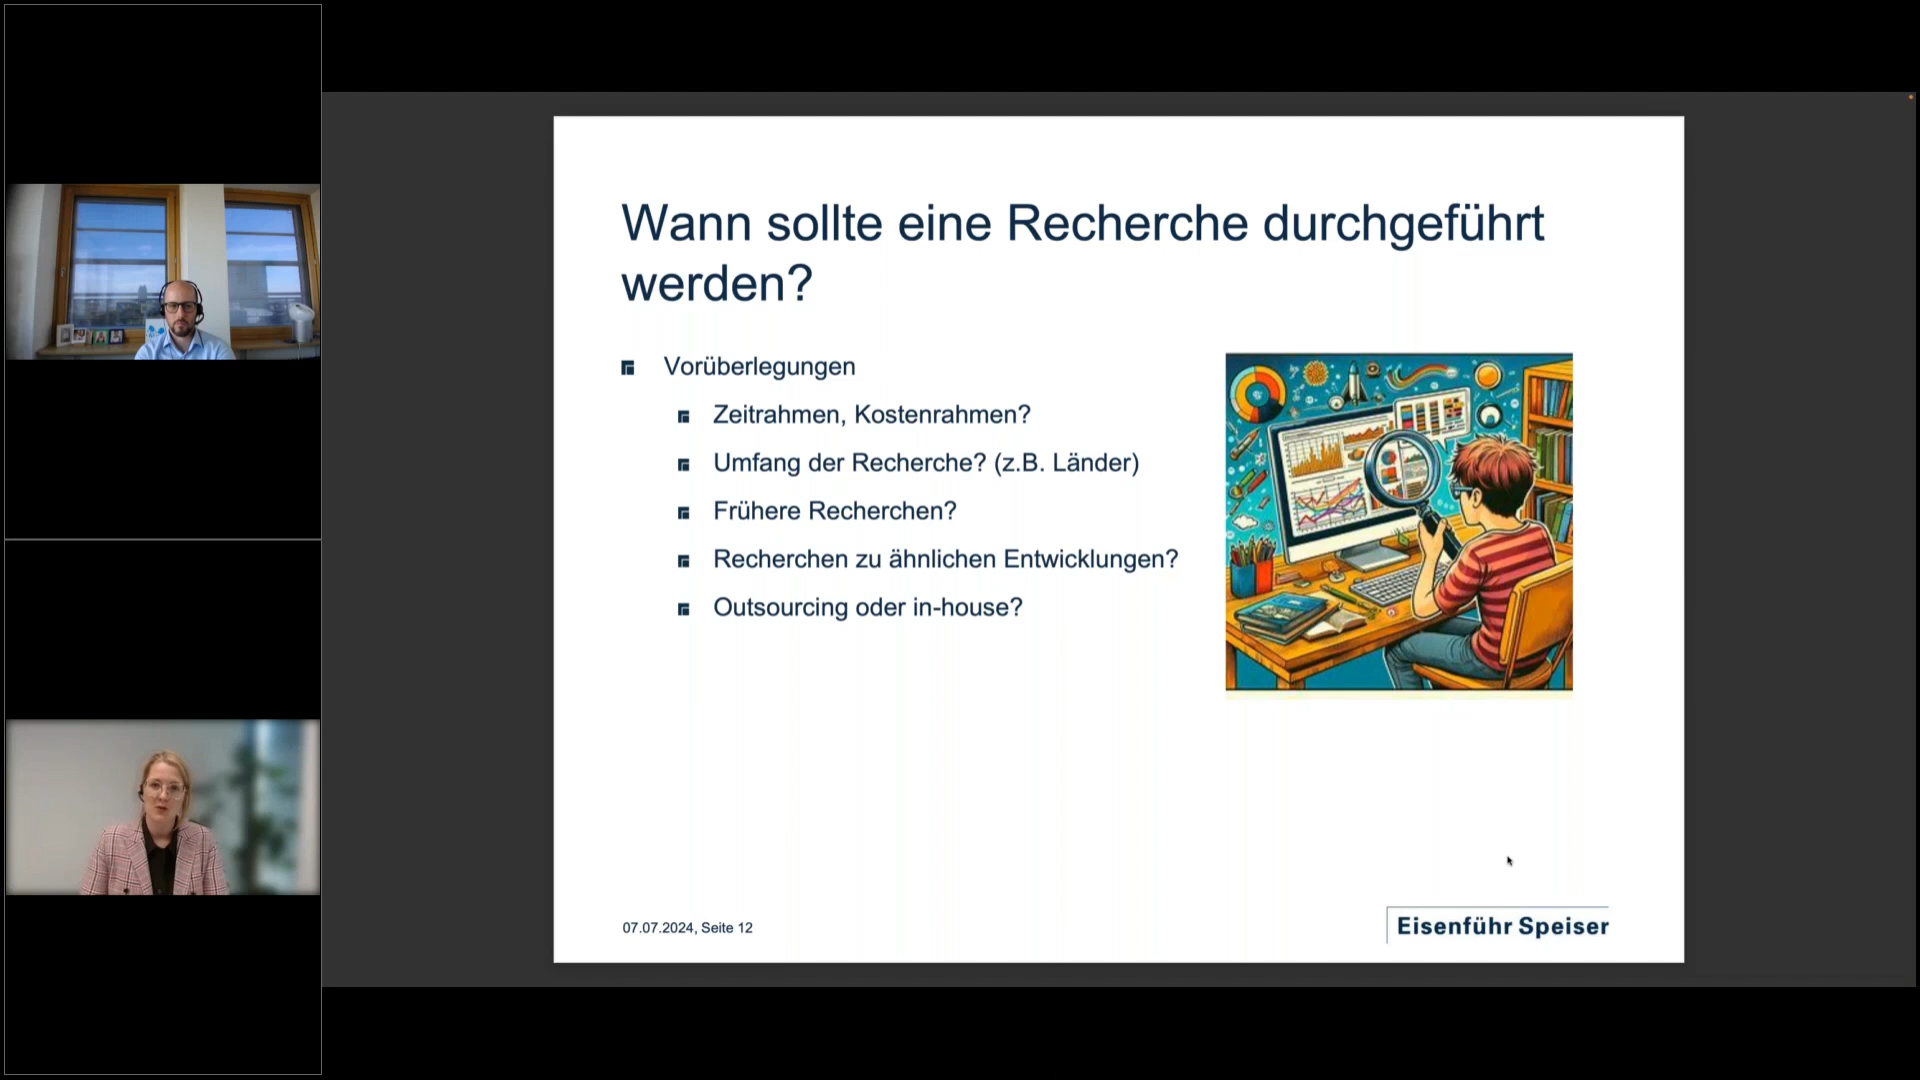 Wann sollte eine Recherche durchgeführt
werden?
Vorüberlegungen
Zeitrahmen, Kostenrahmen?
Umfang der Recherche? (z.B. Länder)
Frühere Recherchen?
Recherchen zu ähnlichen Entwicklungen?
Outsourcing oder in-house?
07.07.2024, Seite 12
Eisenführ Speiser